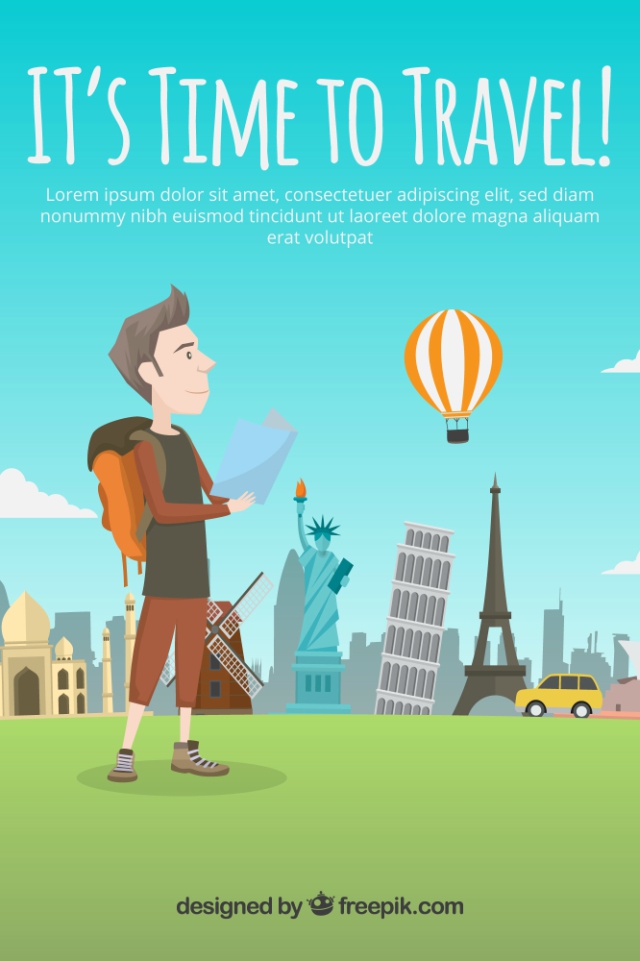 IT's TIME TO TRAVEL!
Lorem ipsum dolor sit amet, consectetuer adipiscing elit, sed diam
nonummy nibh euismod tincidunt ut laoreet dolore magna aliquam
erat volutpat
designed by freepik.com